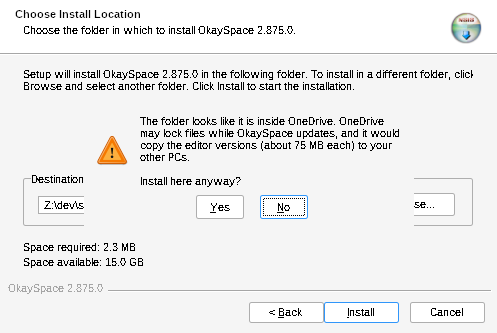 Choose Install Location
Choose the folder in which to install OkaySpace 2.875.0.
Setup will install OkaySpace 2.875.0 in the following folder. To install in a different folder, click
Browse and select another folder. Click Install to start the installation.
The folder looks like it is inside OneDrive. OneDrive
may lock files while OkaySpace updates, and it would
copy the editor versions (about 75 MB each) to your
other PCs.
Install here anyway?
Destination
Z:\dev\s
Yes
No
se...
Space required: 2.3 MB
Space available: 15.0 GB
OkaySpace 2.875.0
< Back
Install
Cancel